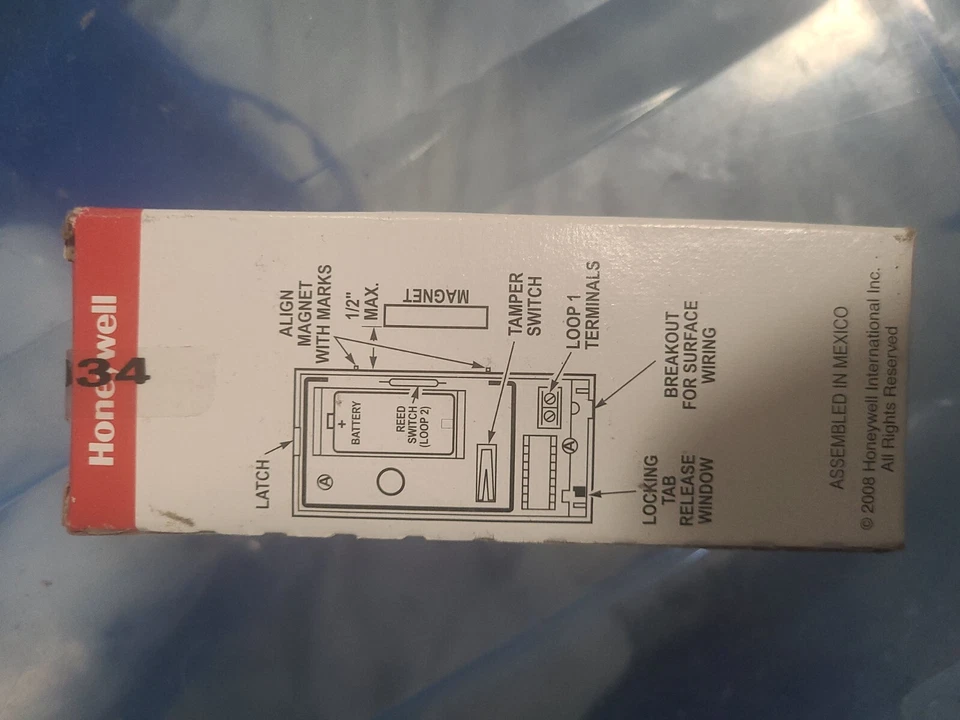 Honeywell
34
ALIGN
MAGNET
WITH MARKS
1/2"
MAX.
MAGNET
LATCH
+
BATTERY
REED
SWITCH
(LOOP 2)
A
TAMPER
SWITCH
LOOP 1
TERMINALS
A
LOCKING
TAB
RELEASE
WINDOW
BREAKOUT
FOR SURFACE
WIRING
ASSEMBLED IN MEXICO
© 2008 Honeywell International Inc.
All Rights Reserved